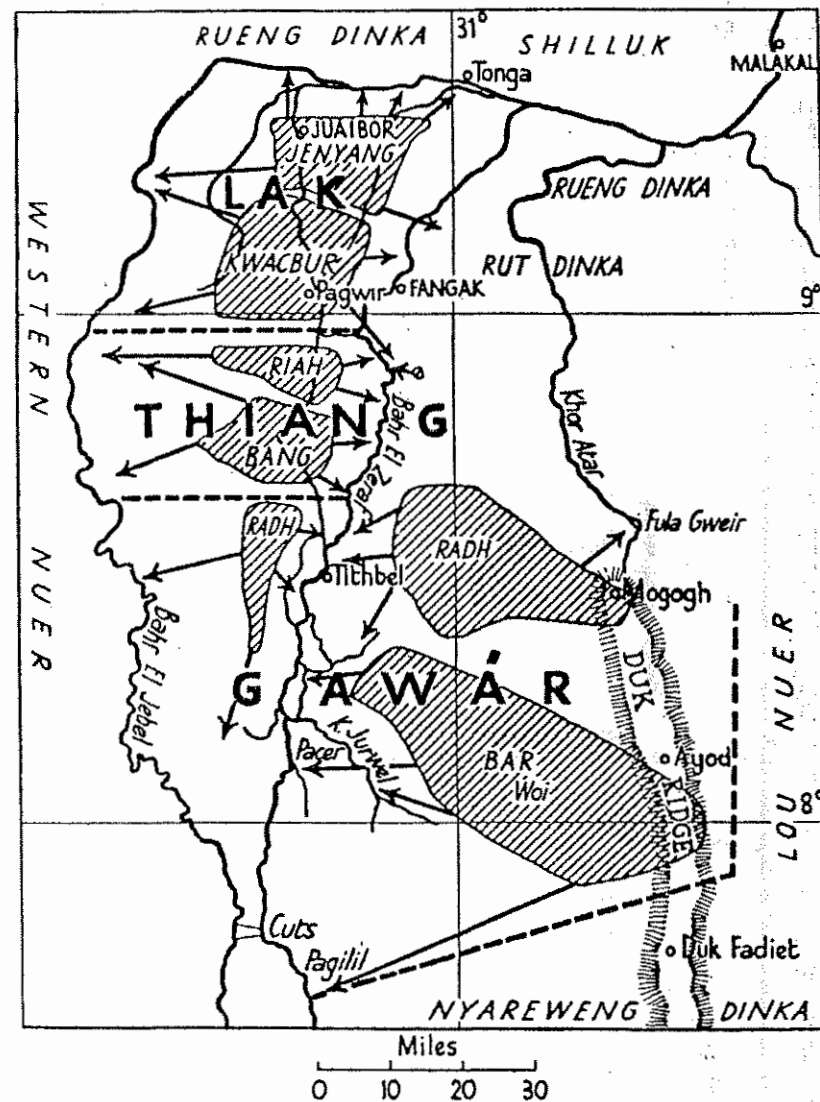 31°
RUENG DINKA
SHILLUK
MALAKAL
Tonga
JUAIBOR
JENYANG
RUENG DINKA
LAK
WESTERN NUER
KWACBUR
RUT DINKA
Pagwir
FANGAK
9°
RIAH
THIANG
Bahr El Zeraf
Khor Atar
BANG
RADH
RADH
Fula Gweir
Tithbel
Mogogh
Bahr El Jebel
GAWÁR
DUK RIDGE
LOU NUER
K. Jurwel
Pacer
BAR
Woi
Ayod
8°
Cuts
Pagilil
Duk Fadiet
NYAREWENG DINKA
Miles
0 10 20 30